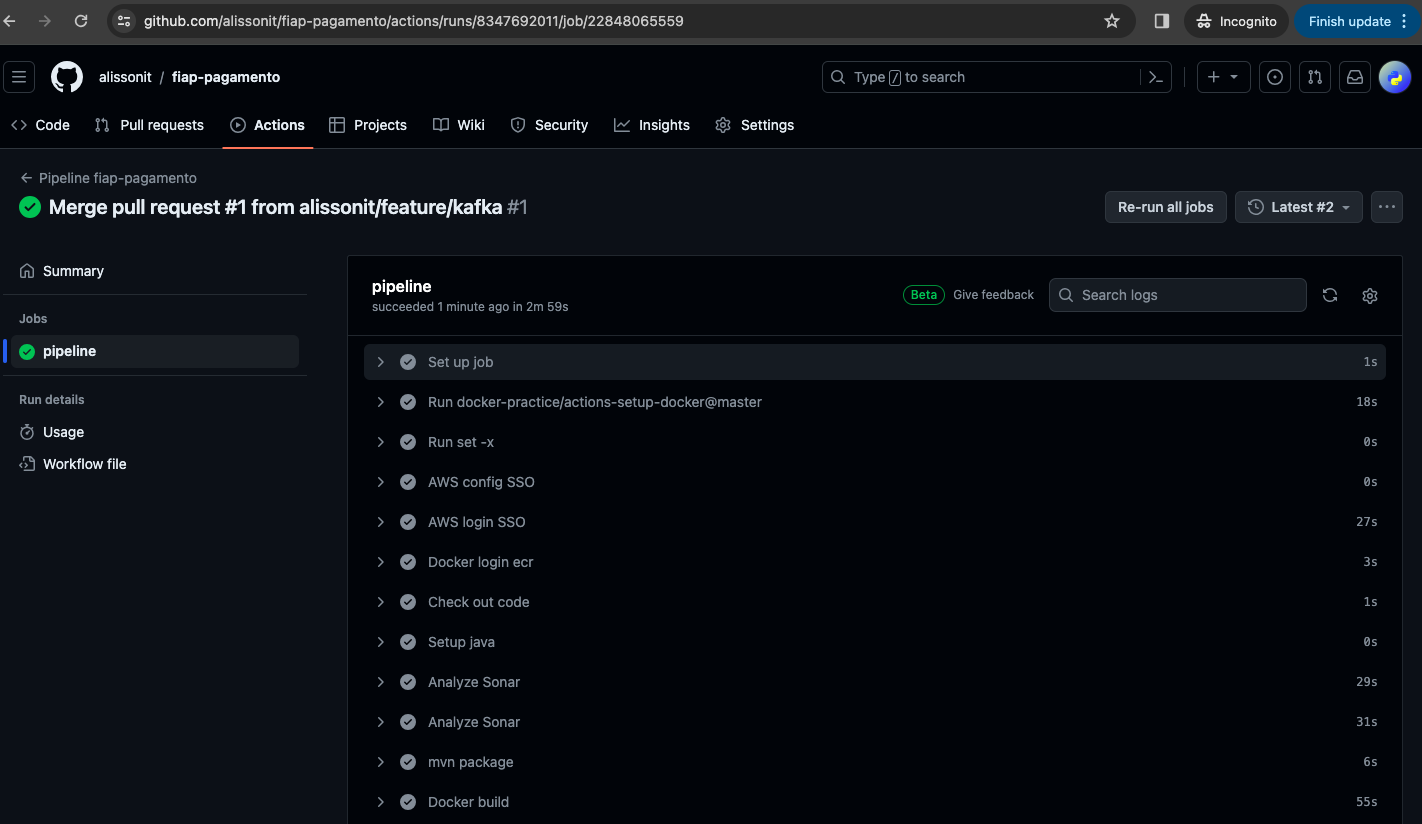 github.com/alissonit/fiap-pagamento/actions/runs/8347692011/job/22848065559
Incognito
Finish update
alissonit / fiap-pagamento
Type / to search
Code
Pull requests
Actions
Projects
Wiki
Security
Insights
Settings
Pipeline fiap-pagamento
Merge pull request #1 from alissonit/feature/kafka #1
Re-run all jobs
Latest #2
Summary
Jobs
pipeline
Run details
Usage
Workflow file
pipeline
succeeded 1 minute ago in 2m 59s
Beta
Give feedback
Search logs
Set up job 1s
Run docker-practice/actions-setup-docker@master 18s
Run set -x 0s
AWS config SSO 0s
AWS login SSO 27s
Docker login ecr 3s
Check out code 1s
Setup java 0s
Analyze Sonar 29s
Analyze Sonar 31s
mvn package 6s
Docker build 55s